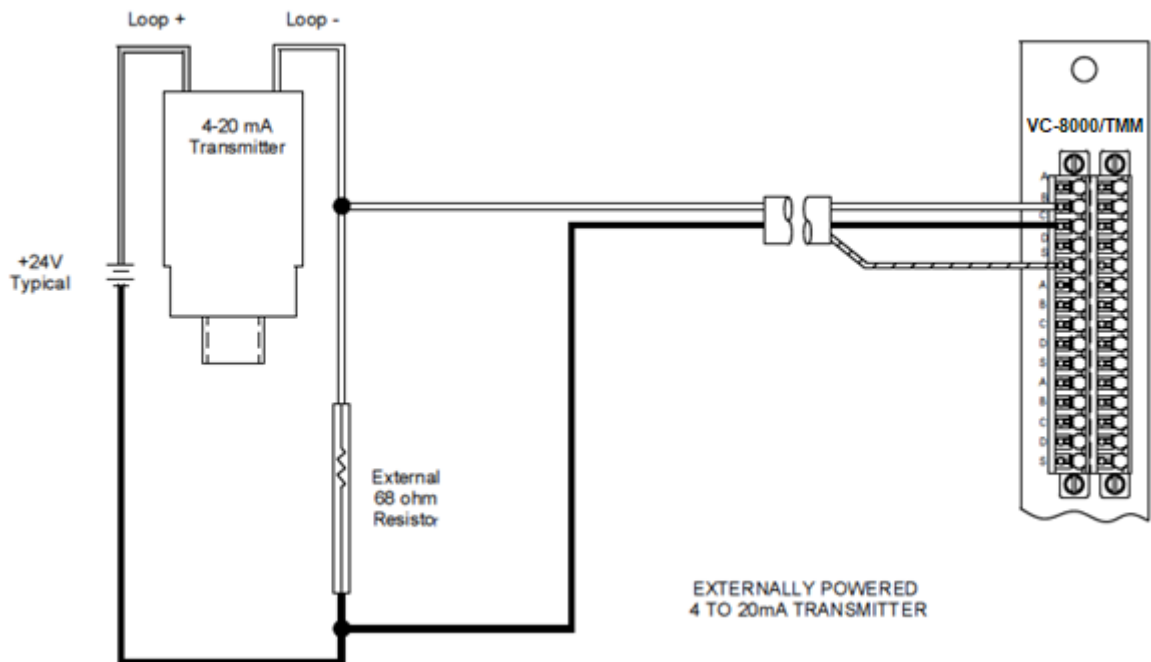 Loop +
Loop -
4-20 mA
Transmitter
+24V
Typical
External
68 ohm
Resistor
VC-8000/TMM
A
B
C
D
S
A
B
C
D
S
A
B
C
D
S
EXTERNALLY POWERED
4 TO 20mA TRANSMITTER